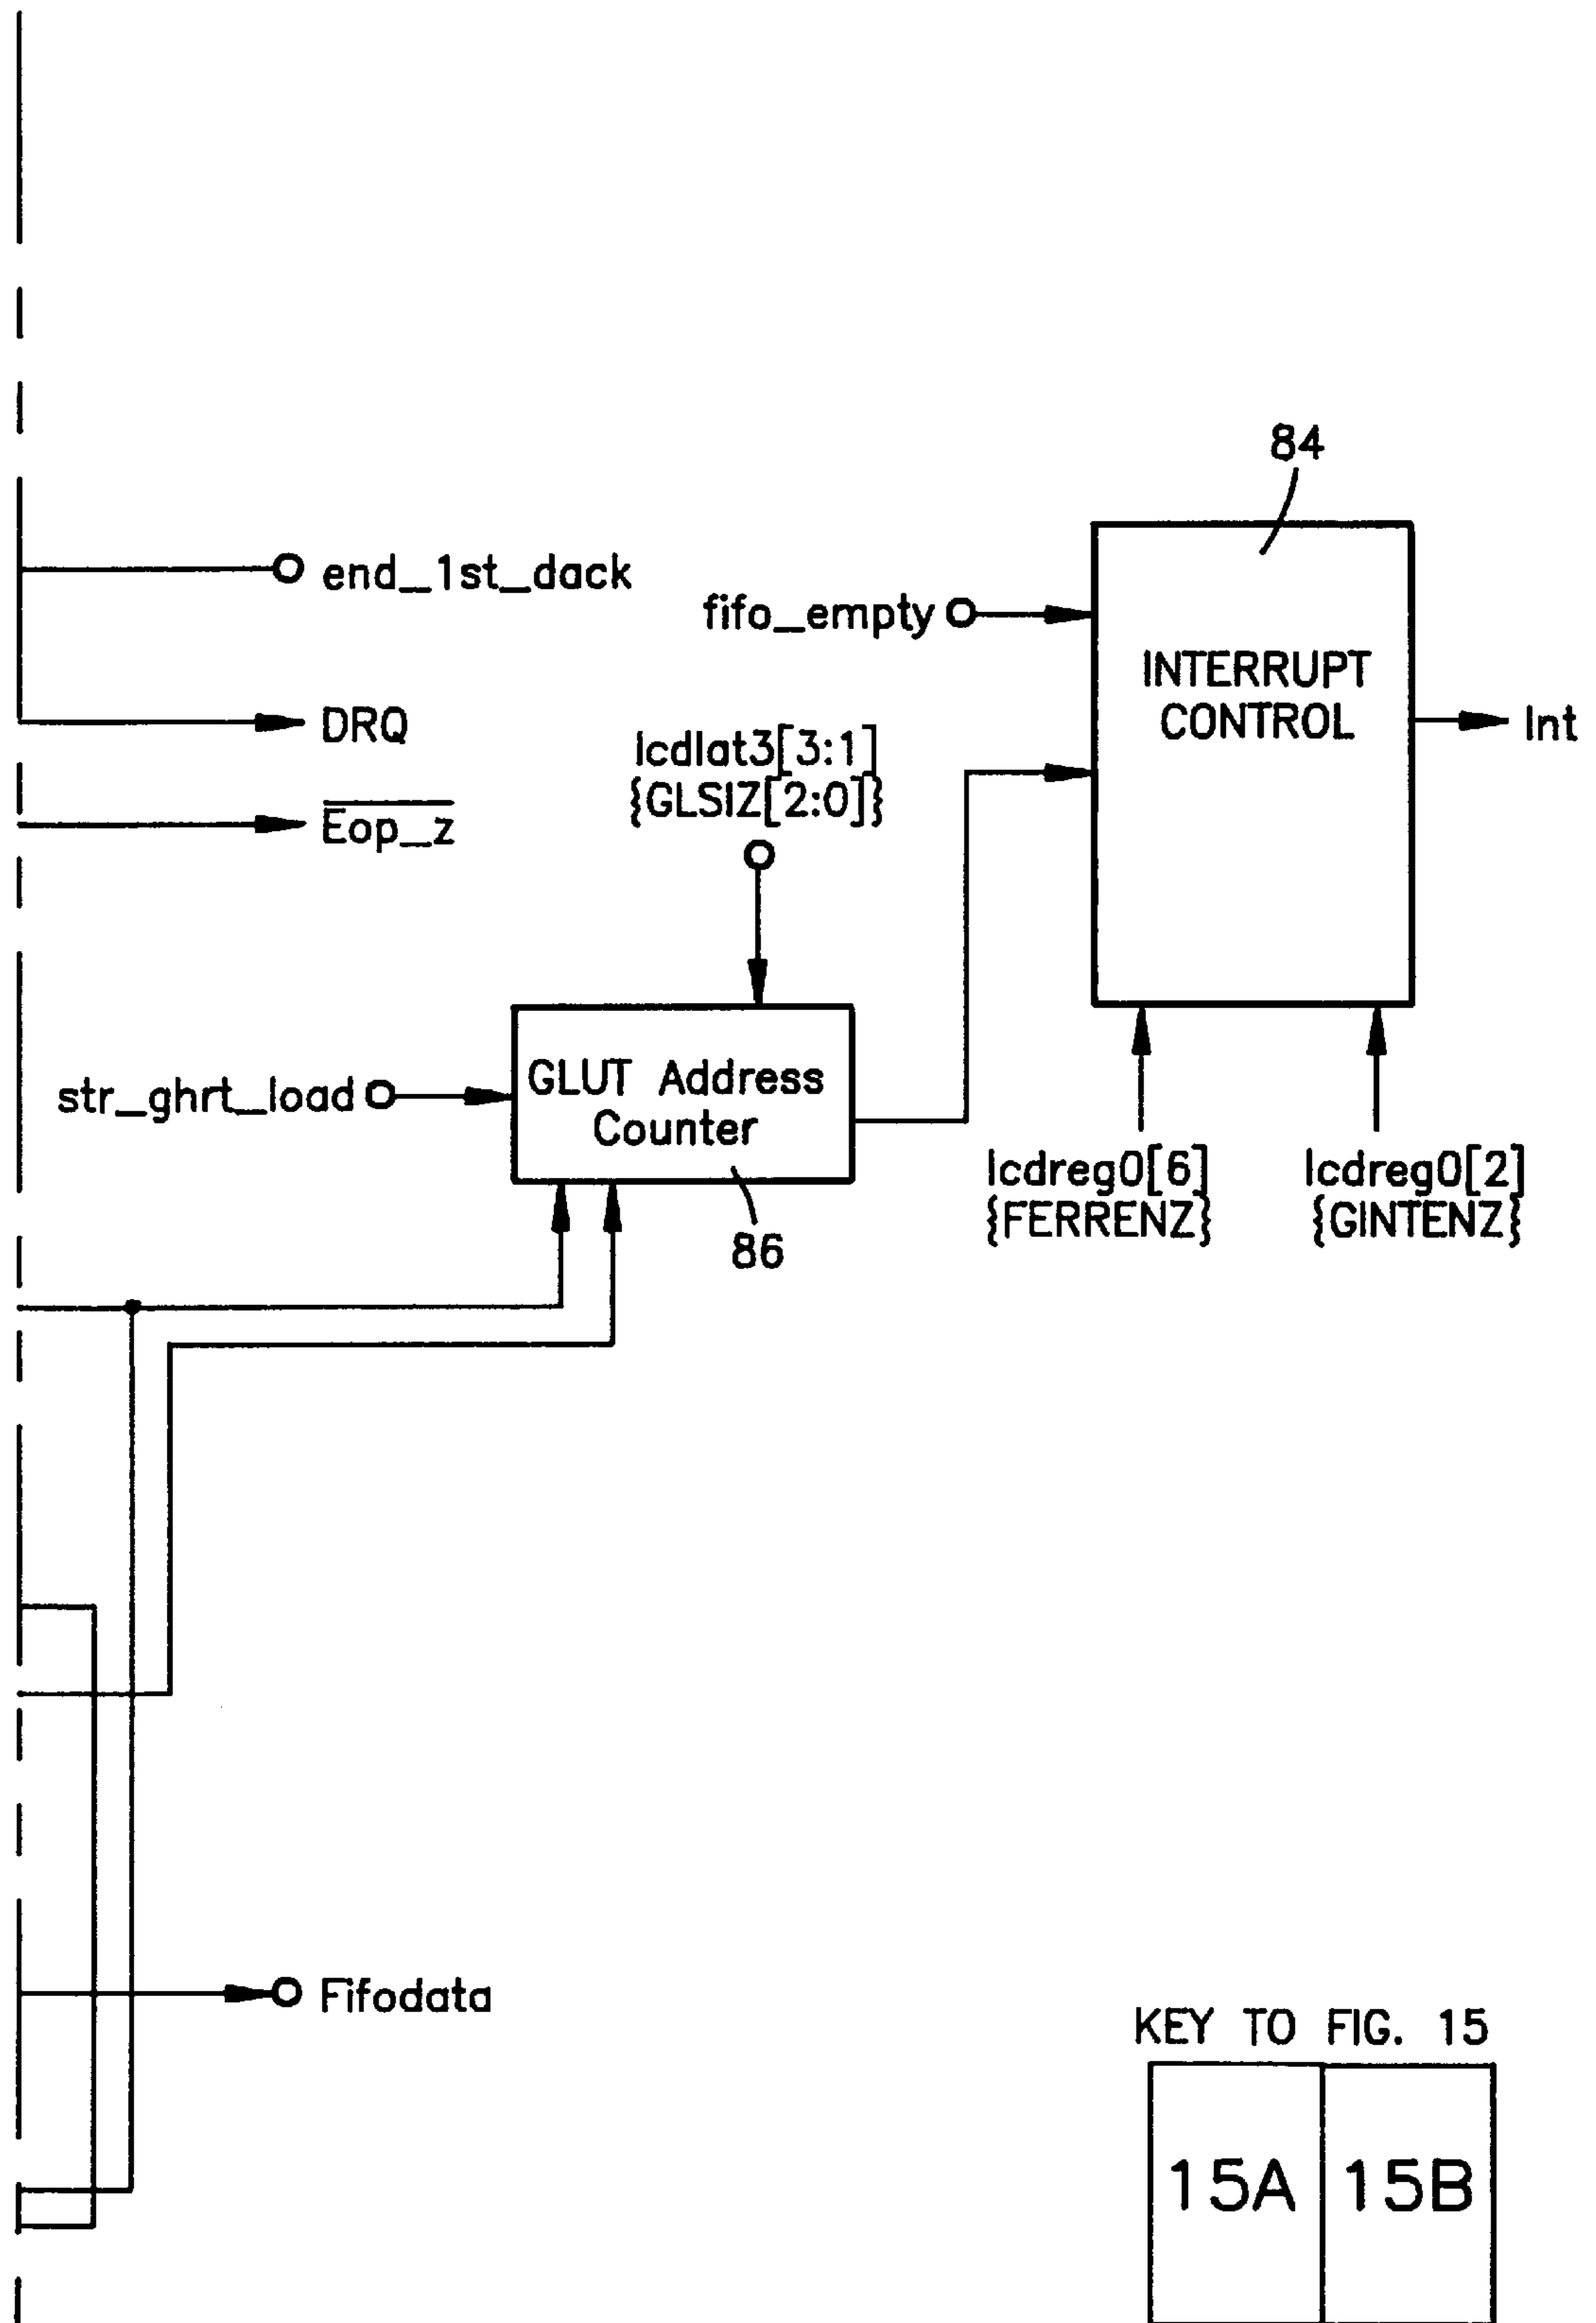 84
end_1st_dack
fifo_empty
INTERRUPT
CONTROL
Int
DRQ
lcdlat3[3:1]
{GLSIZ[2:0]}
Eop_z
str_ghrt_load
GLUT Address
Counter
86
lcdreg0[6]
{FERRENZ}
lcdreg0[2]
{GINTENZ}
Fifodata
KEY TO FIG. 15
15A
15B